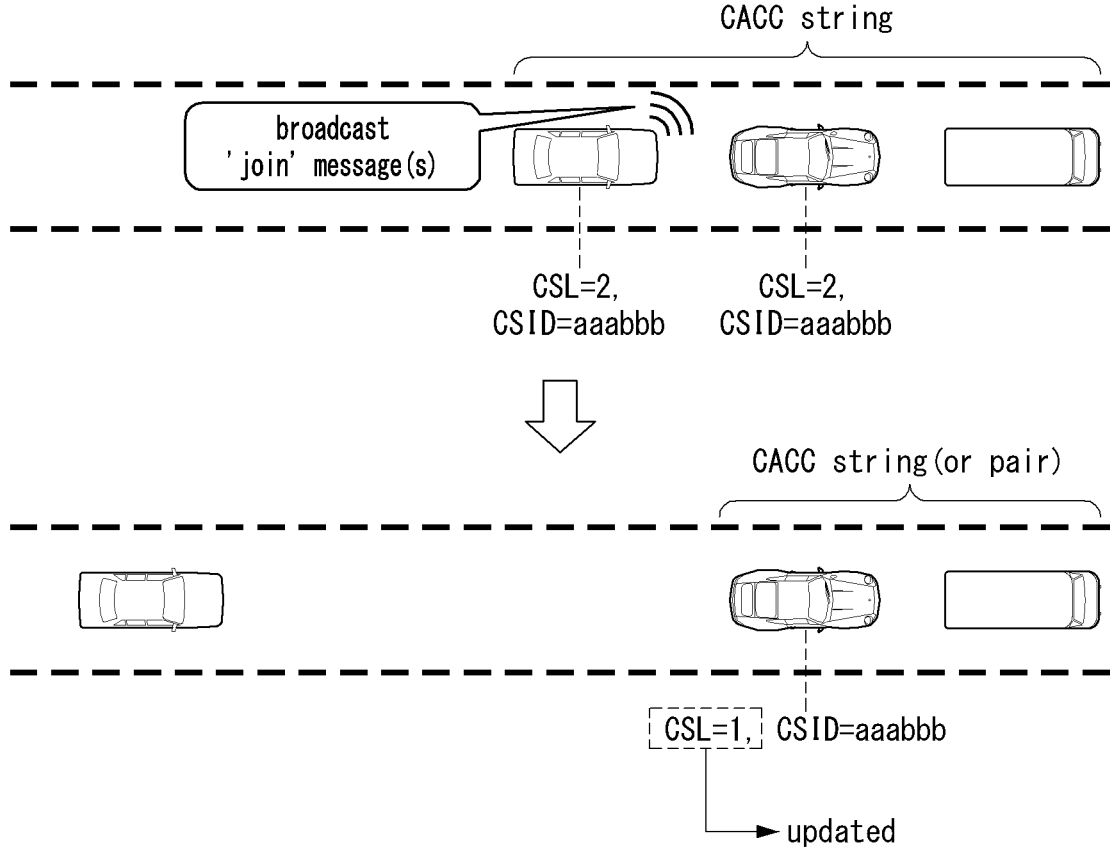 CACC string
broadcast
'join' message(s)
CSL=2,
CSID=aaabbb
CSL=2,
CSID=aaabbb
CACC string(or pair)
CSL=1, CSID=aaabbb
updated